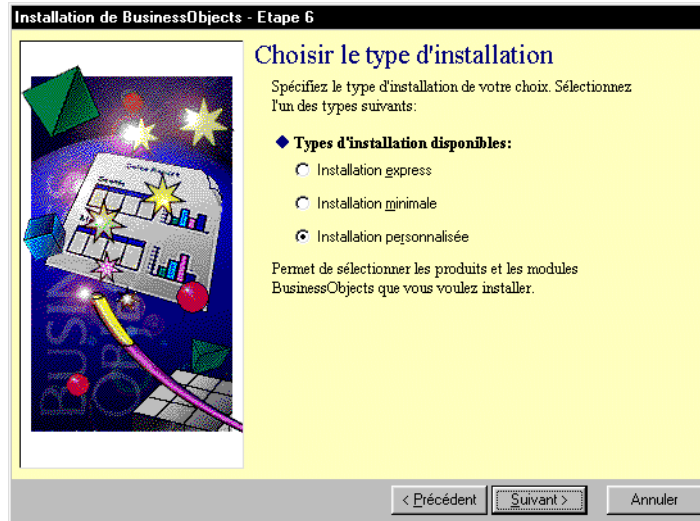 Installation de BusinessObjects - Etape 6
Choisir le type d'installation
Spécifiez le type d'installation de votre choix. Sélectionnez
l'un des types suivants:
Types d'installation disponibles:
Installation express
Installation minimale
Installation personnalisée
Permet de sélectionner les produits et les modules
BusinessObjects que vous voulez installer.
BUSIN
< Précédent
Suivant >
Annuler